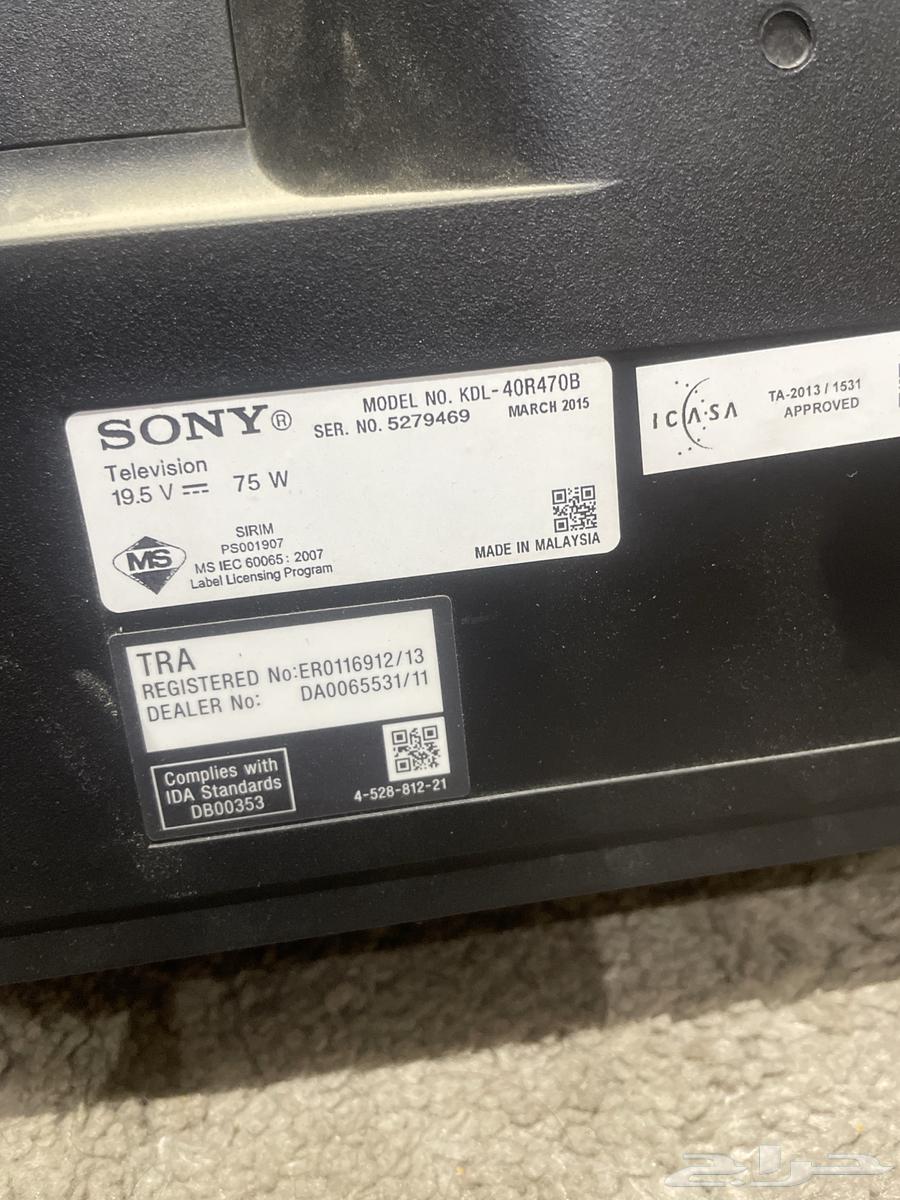 SONY®
MODEL NO. KDL-40R470B
SER. NO. 5279469 MARCH 2015
Television
19.5 V ⎓ 75 W
MS
SIRIM
PS001907
MS IEC 60065 : 2007
Label Licensing Program
MADE IN MALAYSIA
ICASA
TA-2013 / 1531
APPROVED
TRA
REGISTERED No:ER0116912/13
DEALER No: DA0065531/11
Complies with
IDA Standards
DB00353
4-528-812-21
حراج